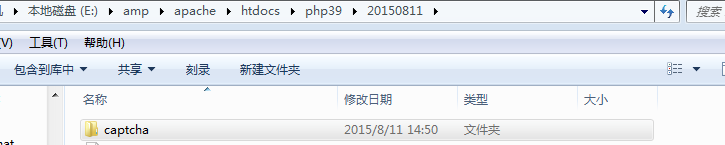 本地磁盘 (E:) ▸ amp ▸ apache ▸ htdocs ▸ php39 ▸ 20150811 ▸ 搜索
(V) 工具(T) 帮助(H)
包含到库中 共享 刻录 新建文件夹
名称 修改日期 类型 大小
captcha 2015/8/11 14:50 文件夹